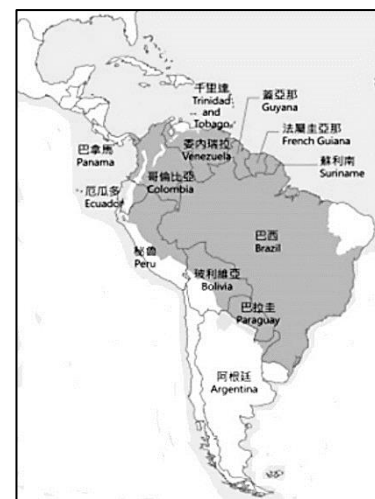 千里達
Trinidad
and
Tobago
蓋亞那
Guyana
法屬圭亞那
French Guiana
蘇利南
Suriname
巴拿馬
Panama
委內瑞拉
Venezuela
哥倫比亞
Colombia
厄瓜多
Ecuador
巴西
Brazil
秘魯
Peru
玻利維亞
Bolivia
巴拉圭
Paraguay
阿根廷
Argentina